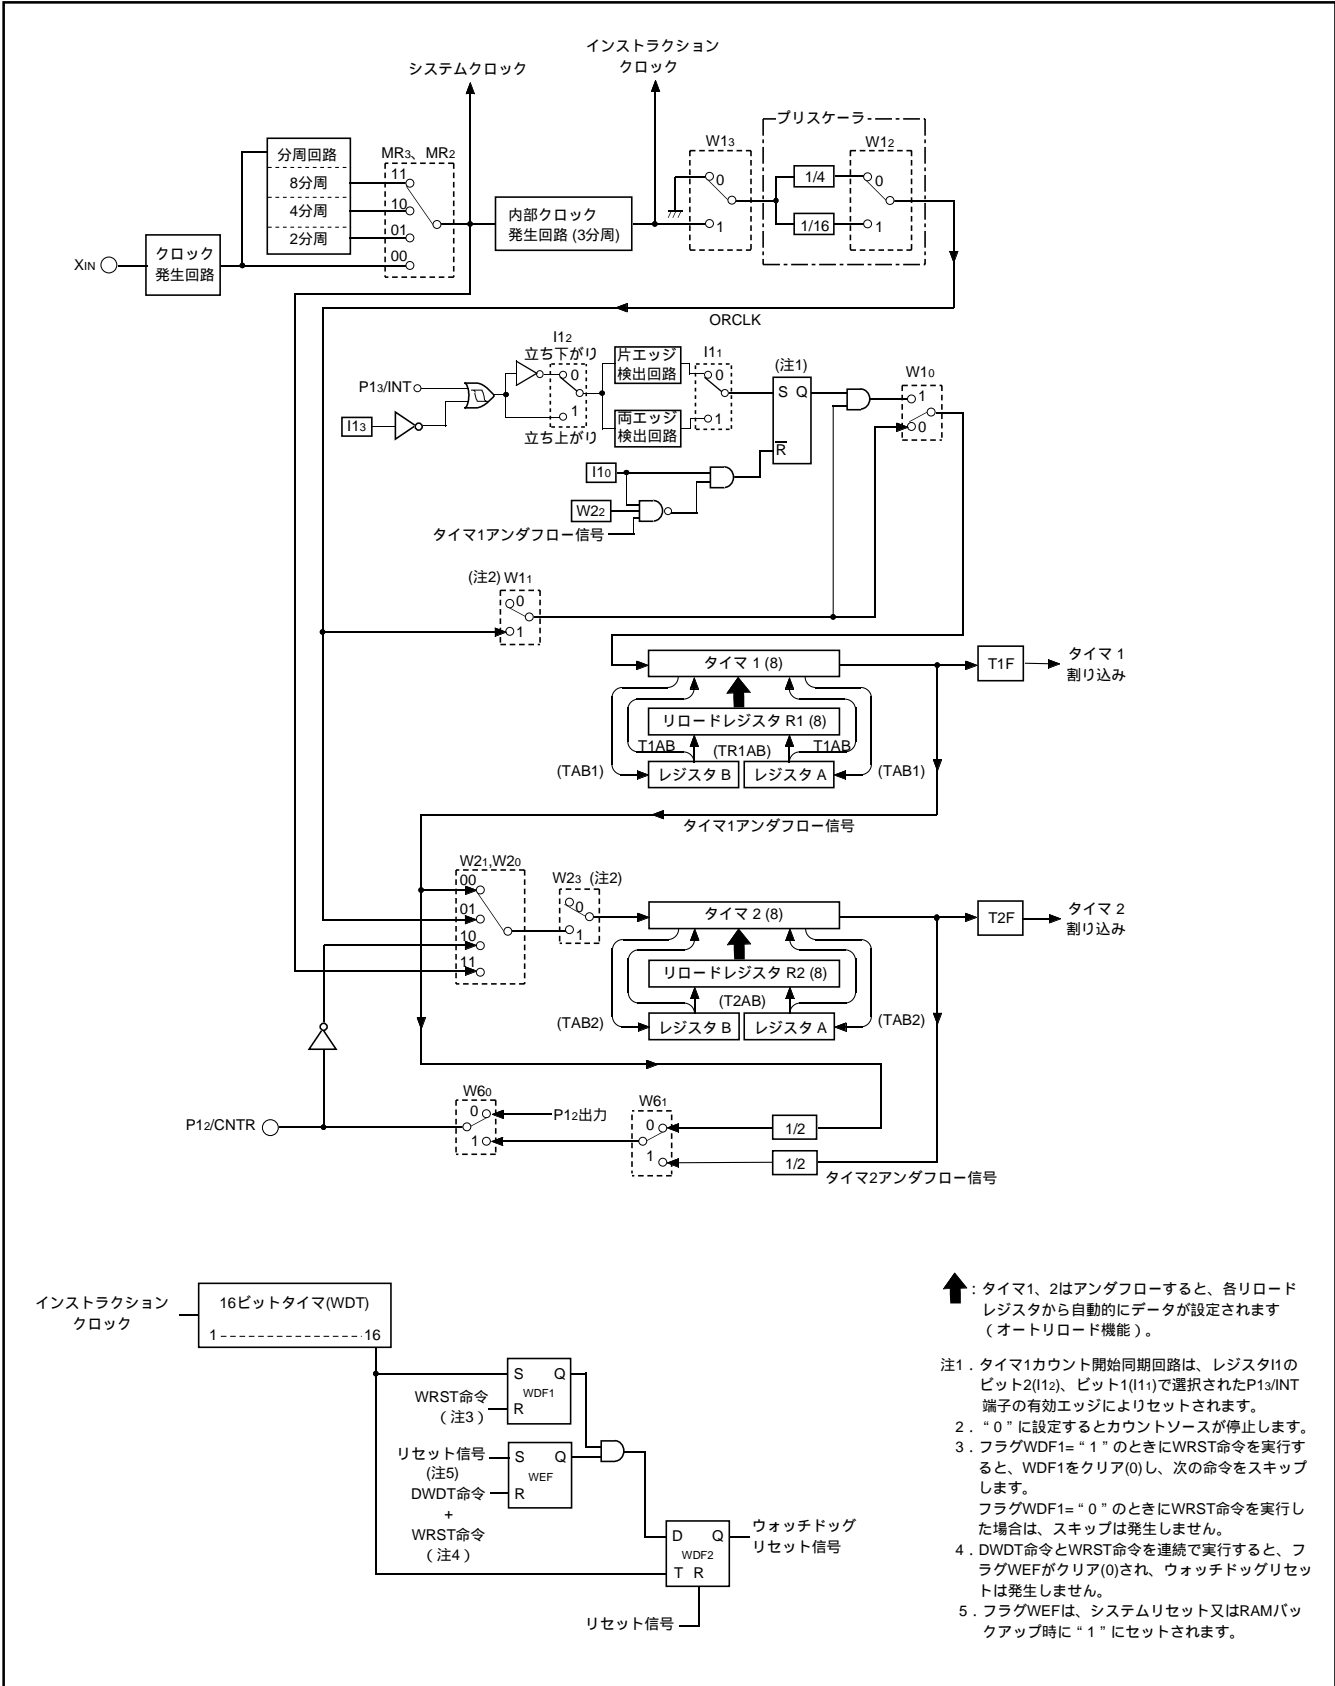 インストラクション
クロック
システムクロック
プリスケーラ
分周回路
8分周
4分周
2分周
MR3、MR2
11
10
01
00
XIN
クロック
発生回路
内部クロック
発生回路 (3分周)
W13
0
1
1/4
1/16
W12
0
1
ORCLK
I12
立ち下がり
0
1
立ち上がり
P13/INT
I13
片エッジ
検出回路
両エッジ
検出回路
I11
0
1
(注1)
S Q
R
W10
1
0
I10
W22
タイマ1アンダフロー信号
(注2) W11
0
1
タイマ 1 (8)
T1F
タイマ 1
割り込み
リロードレジスタ R1 (8)
T1AB
(TR1AB)
T1AB
(TAB1)
レジスタ B
レジスタ A
(TAB1)
タイマ1アンダフロー信号
W21,W20
00
01
10
11
W23 (注2)
0
1
タイマ 2 (8)
T2F
タイマ 2
割り込み
リロードレジスタ R2 (8)
(T2AB)
(TAB2)
レジスタ B
レジスタ A
(TAB2)
P12/CNTR
W60
0
1
P12出力
W61
0
1
1/2
1/2
タイマ2アンダフロー信号
インストラクション
クロック
16ビットタイマ(WDT)
1 - - - - - - - - - - - - - - - 16
S Q
WDF1
R
WRST命令
(注3)
リセット信号
(注5)
DWDT命令
+
WRST命令
(注4)
S Q
WEF
R
D Q
WDF2
T R
ウォッチドッグ
リセット信号
リセット信号
:タイマ1、2はアンダフローすると、各リロード
レジスタから自動的にデータが設定されます
(オートリロード機能)。
注1.タイマ1カウント開始同期回路は、レジスタI1の
ビット2(I12)、ビット1(I11)で選択されたP13/INT
端子の有効エッジによりセットされます。
2.“0”に設定するとカウントソースが停止します。
3.フラグWDF1=“1”のときにWRST命令を実行す
ると、WDF1をクリア(0)し、次の命令をスキップ
します。
フラグWDF1=“0”のときにWRST命令を実行し
た場合は、スキップは発生しません。
4.DWDT命令とWRST命令を連続で実行すると、フ
ラグWEFがクリア(0)され、ウォッチドッグリセッ
トは発生しません。
5.フラグWEFは、システムリセット又はRAMバッ
クアップ時に“1”にセットされます。